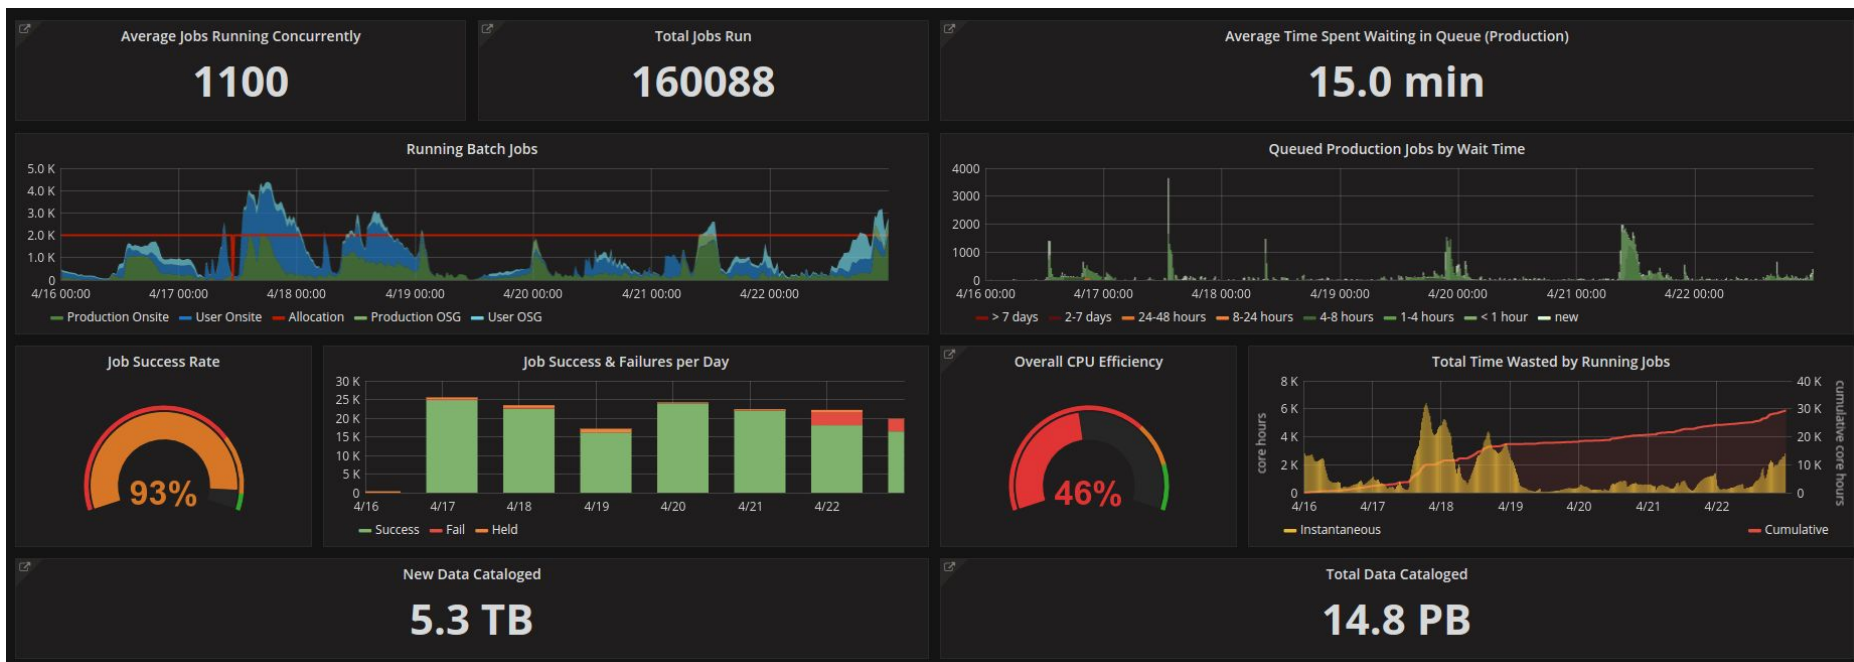 Average Jobs Running Concurrently
1100
Total Jobs Run
160088
Average Time Spent Waiting in Queue (Production)
15.0 min
Running Batch Jobs
5.0 K
4.0 K
3.0 K
2.0 K
1.0 K
0
4/16 00:00 4/17 00:00 4/18 00:00 4/19 00:00 4/20 00:00 4/21 00:00 4/22 00:00
Production Onsite User Onsite Allocation Production OSG User OSG
Queued Production Jobs by Wait Time
4000
3000
2000
1000
0
4/16 00:00 4/17 00:00 4/18 00:00 4/19 00:00 4/20 00:00 4/21 00:00 4/22 00:00
> 7 days 2-7 days 24-48 hours 8-24 hours 4-8 hours 1-4 hours < 1 hour new
Job Success Rate
93%
Job Success & Failures per Day
30 K
25 K
20 K
15 K
10 K
5 K
0
4/16 4/17 4/18 4/19 4/20 4/21 4/22
Success Fail Held
Overall CPU Efficiency
46%
Total Time Wasted by Running Jobs
core hours
8 K
6 K
4 K
2 K
0
40 K
30 K
20 K
10 K
0
cumulative core hours
4/16 4/17 4/18 4/19 4/20 4/21 4/22
Instantaneous Cumulative
New Data Cataloged
5.3 TB
Total Data Cataloged
14.8 PB